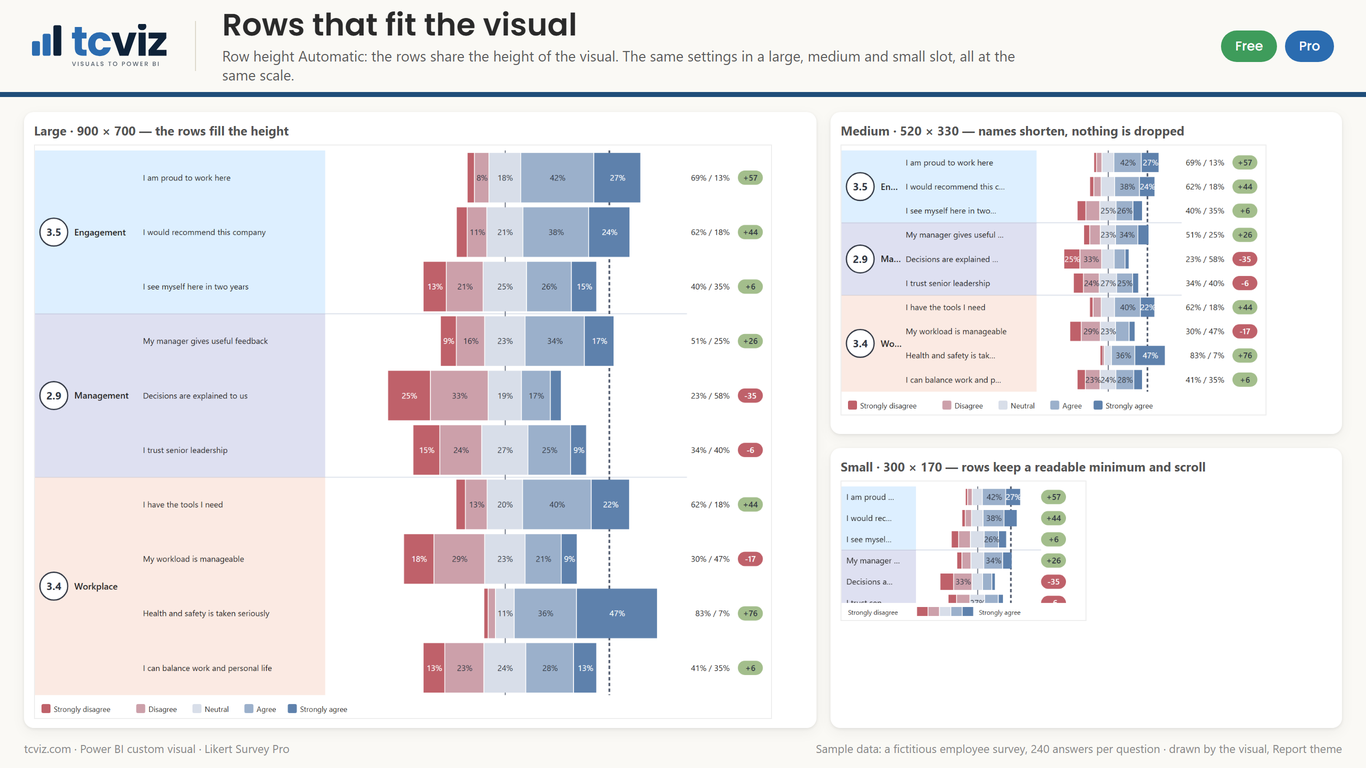 tcviz
VISUALS TO POWER BI
Rows that fit the visual
Row height Automatic: the rows share the height of the visual. The same settings in a large, medium and small slot, all at the
same scale.
Free
Pro
Large · 900 × 700 — the rows fill the height
I am proud to work here
8% 18% 42% 27% 69% / 13% +57
3.5 Engagement I would recommend this company
11% 21% 38% 24% 62% / 18% +44
I see myself here in two years
13% 21% 25% 26% 15% 40% / 35% +6
My manager gives useful feedback
9% 16% 23% 34% 17% 51% / 25% +26
2.9 Management Decisions are explained to us
25% 33% 19% 17% 23% / 58% -35
I trust senior leadership
15% 24% 27% 25% 9% 34% / 40% -6
I have the tools I need
13% 20% 40% 22% 62% / 18% +44
My workload is manageable
18% 29% 23% 21% 9% 30% / 47% -17
3.4 Workplace
Health and safety is taken seriously
11% 36% 47% 83% / 7% +76
I can balance work and personal life
13% 23% 24% 28% 13% 41% / 35% +6
Strongly disagree Disagree Neutral Agree Strongly agree
Medium · 520 × 330 — names shorten, nothing is dropped
I am proud to work here 42% 27% 69% / 13% +57
3.5 En... I would recommend this c... 38% 24% 62% / 18% +44
I see myself here in two... 25% 26% 40% / 35% +6
My manager gives useful ... 23% 34% 51% / 25% +26
2.9 Ma... Decisions are explained ... 25% 33% 23% / 58% -35
I trust senior leadership 24% 27% 25% 34% / 40% -6
I have the tools I need 40% 22% 62% / 18% +44
My workload is manageable 29% 23% 30% / 47% -17
3.4 Wo...
Health and safety is tak... 36% 47% 83% / 7% +76
I can balance work and p... 23% 24% 28% 41% / 35% +6
Strongly disagree Disagree Neutral Agree Strongly agree
Small · 300 × 170 — rows keep a readable minimum and scroll
I am proud ... 42% 27% +57
I would rec... 38% +44
I see mysel... 26% +6
My manager ... 34% +26
Decisions a... 33% -35
Strongly disagree Strongly agree
tcviz.com · Power BI custom visual · Likert Survey Pro
Sample data: a fictitious employee survey, 240 answers per question · drawn by the visual, Report theme